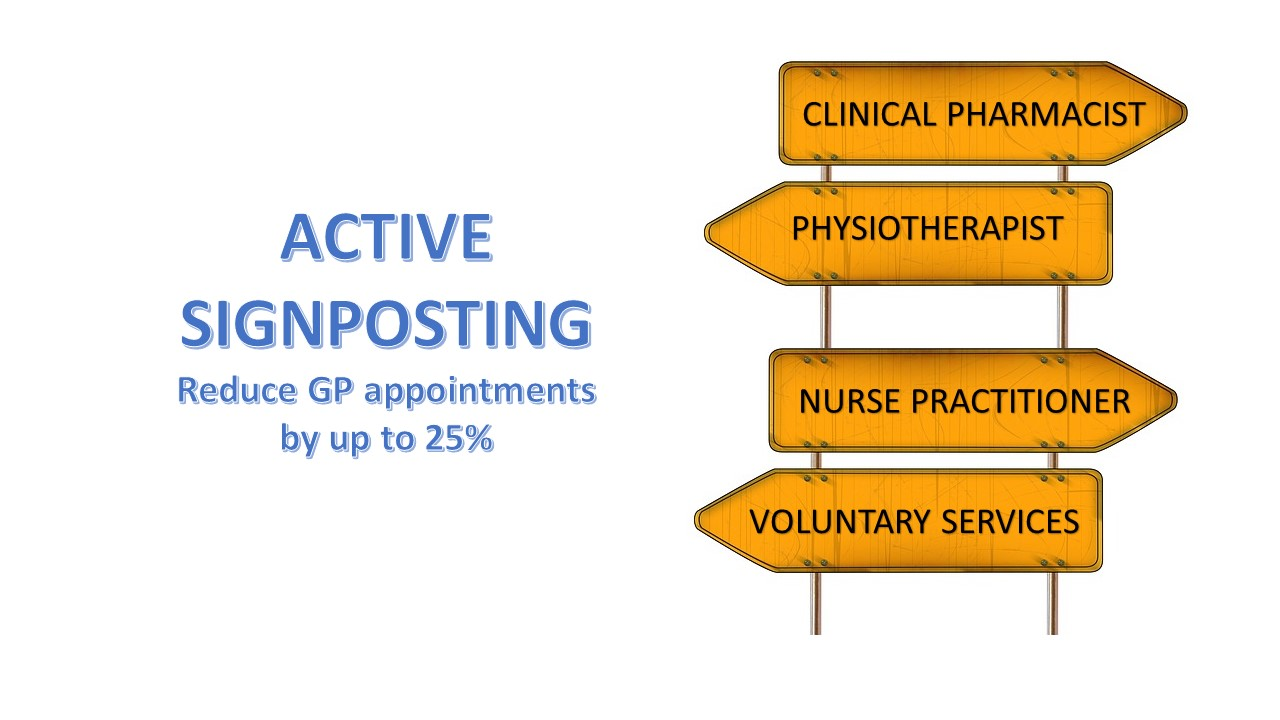 ACTIVE
SIGNPOSTING
Reduce GP appointments
by up to 25%
CLINICAL PHARMACIST
PHYSIOTHERAPIST
NURSE PRACTITIONER
VOLUNTARY SERVICES